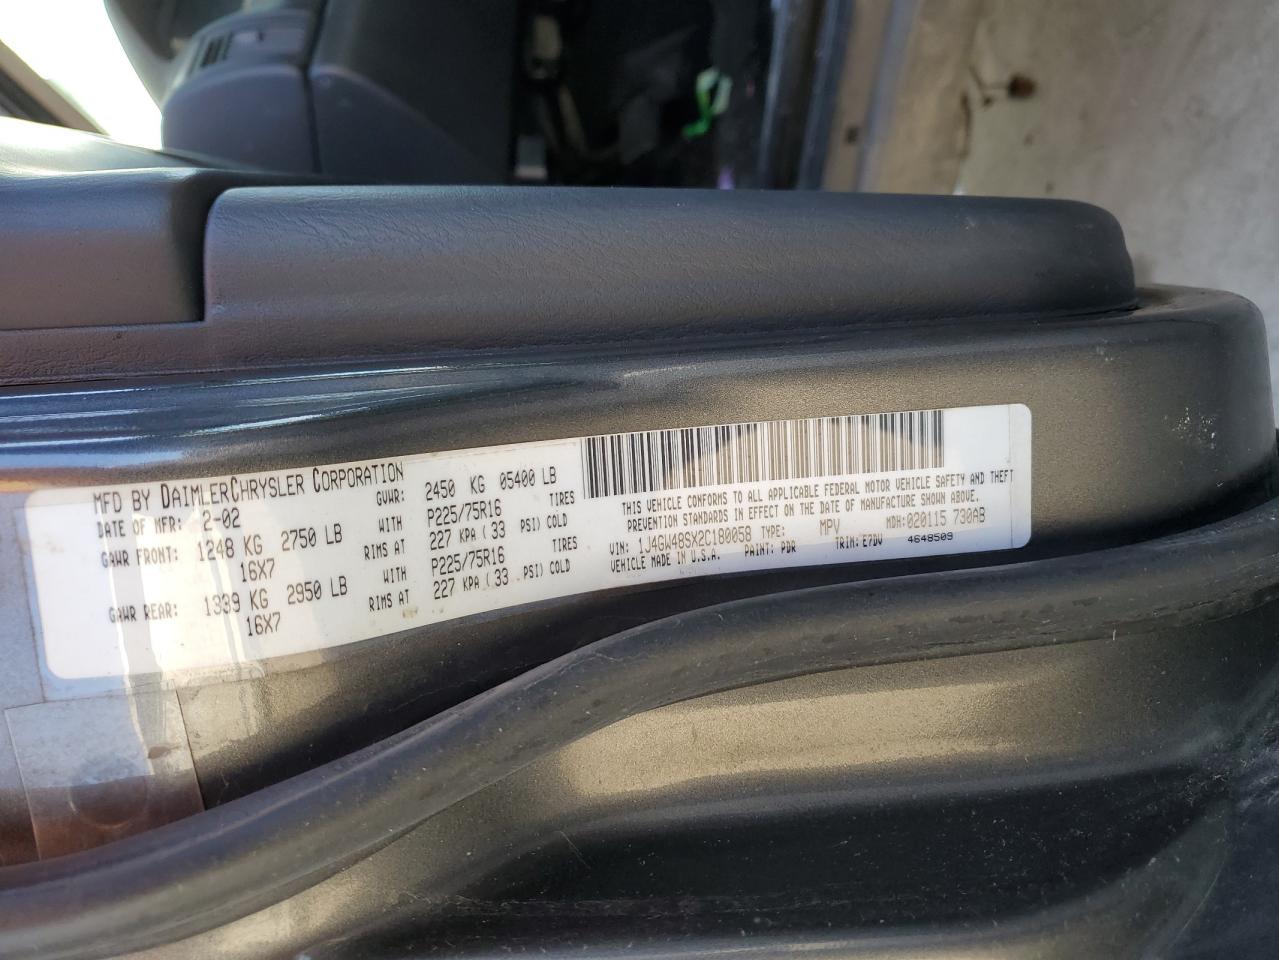 MFD BY DAIMLERCHRYSLER CORPORATION
DATE OF MFR: 2-02 GVWR: 2450 KG 05400 LB
GAWR FRONT: 1248 KG 2750 LB WITH P225/75R16 TIRES
16X7 RIMS AT 227 KPA ( 33 PSI) COLD
GAWR REAR: 1339 KG 2950 LB WITH P225/75R16 TIRES
16X7 RIMS AT 227 KPA ( 33 PSI) COLD
THIS VEHICLE CONFORMS TO ALL APPLICABLE FEDERAL MOTOR VEHICLE SAFETY AND THEFT
PREVENTION STANDARDS IN EFFECT ON THE DATE OF MANUFACTURE SHOWN ABOVE
VIN: 1J4GW48SX2C180058 TYPE: MPV MDH: 020115 730AB
VEHICLE MADE IN U.S.A. PAINT: PDR TRIM: E7DV 4648509